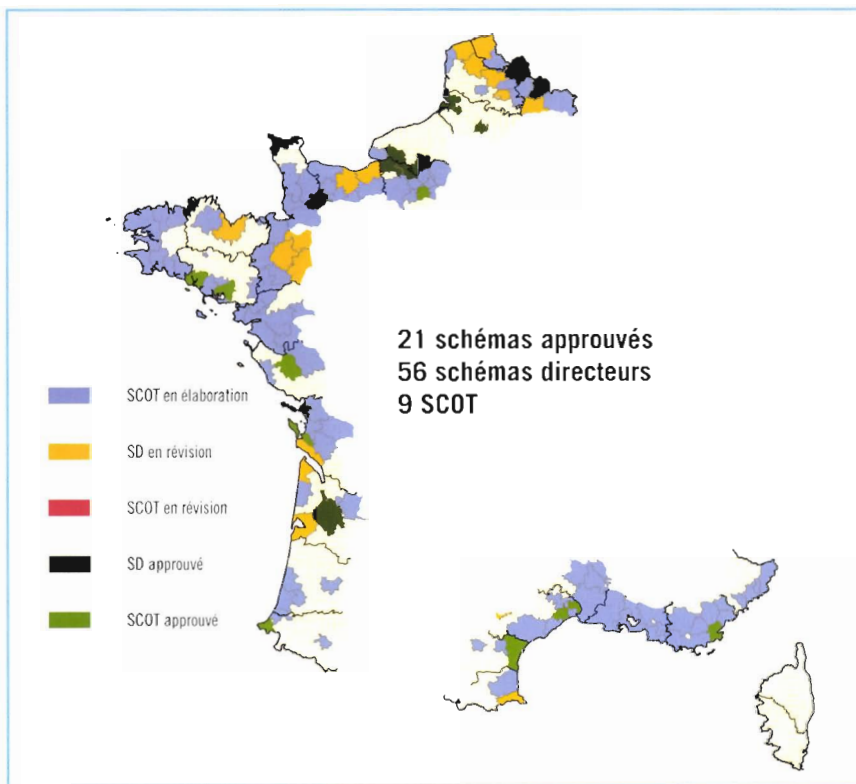 21 schémas approuvés
56 schémas directeurs
9 SCOT
SCOT en élaboration
SD en révision
SCOT en révision
SD approuvé
SCOT approuvé